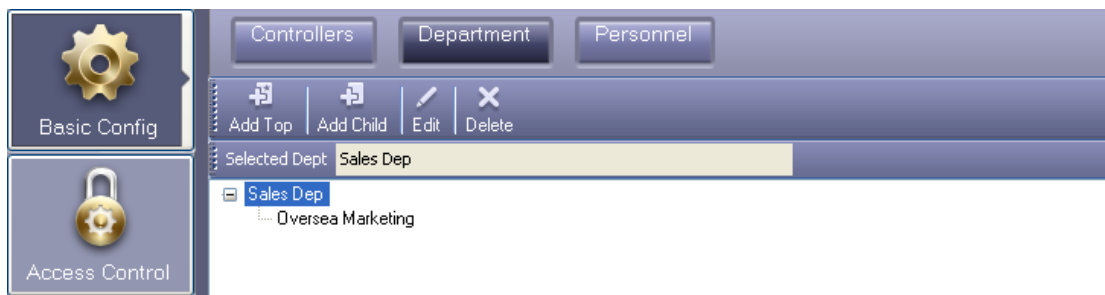 Controllers Department Personnel
Basic Config
Add Top Add Child Edit Delete
Selected Dept Sales Dep
Sales Dep
Oversea Marketing
Access Control